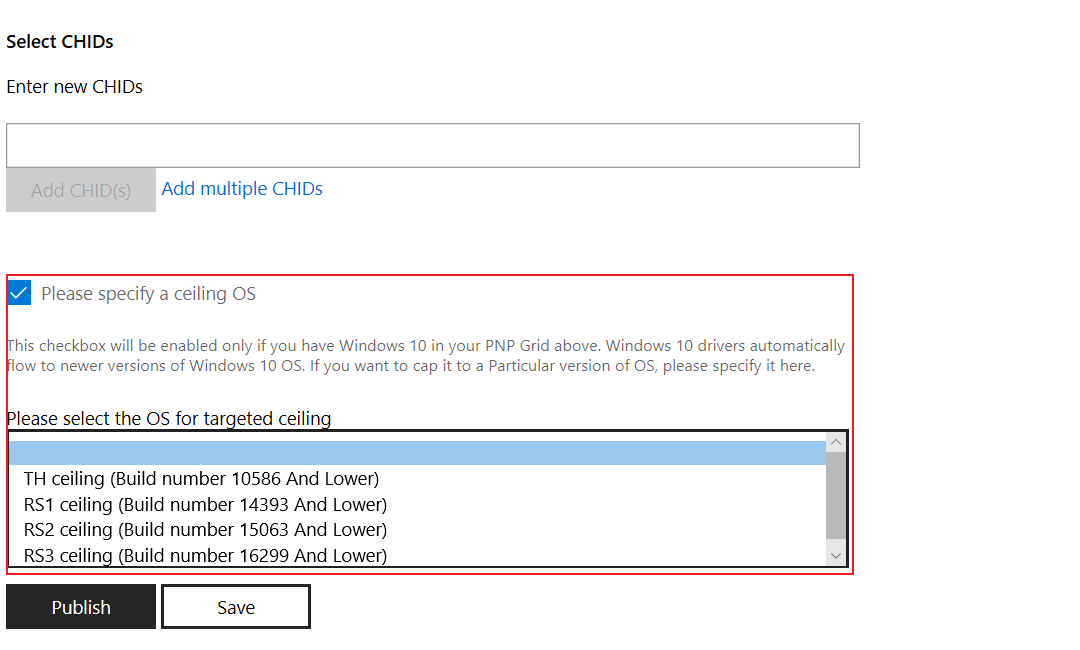 Select CHIDs
Enter new CHIDs
Add CHID(s) Add multiple CHIDs
Please specify a ceiling OS
This checkbox will be enabled only if you have Windows 10 in your PNP Grid above. Windows 10 drivers automatically
flow to newer versions of Windows 10 OS. If you want to cap it to a Particular version of OS, please specify it here.
Please select the OS for targeted ceiling
TH ceiling (Build number 10586 And Lower)
RS1 ceiling (Build number 14393 And Lower)
RS2 ceiling (Build number 15063 And Lower)
RS3 ceiling (Build number 16299 And Lower)
Publish Save